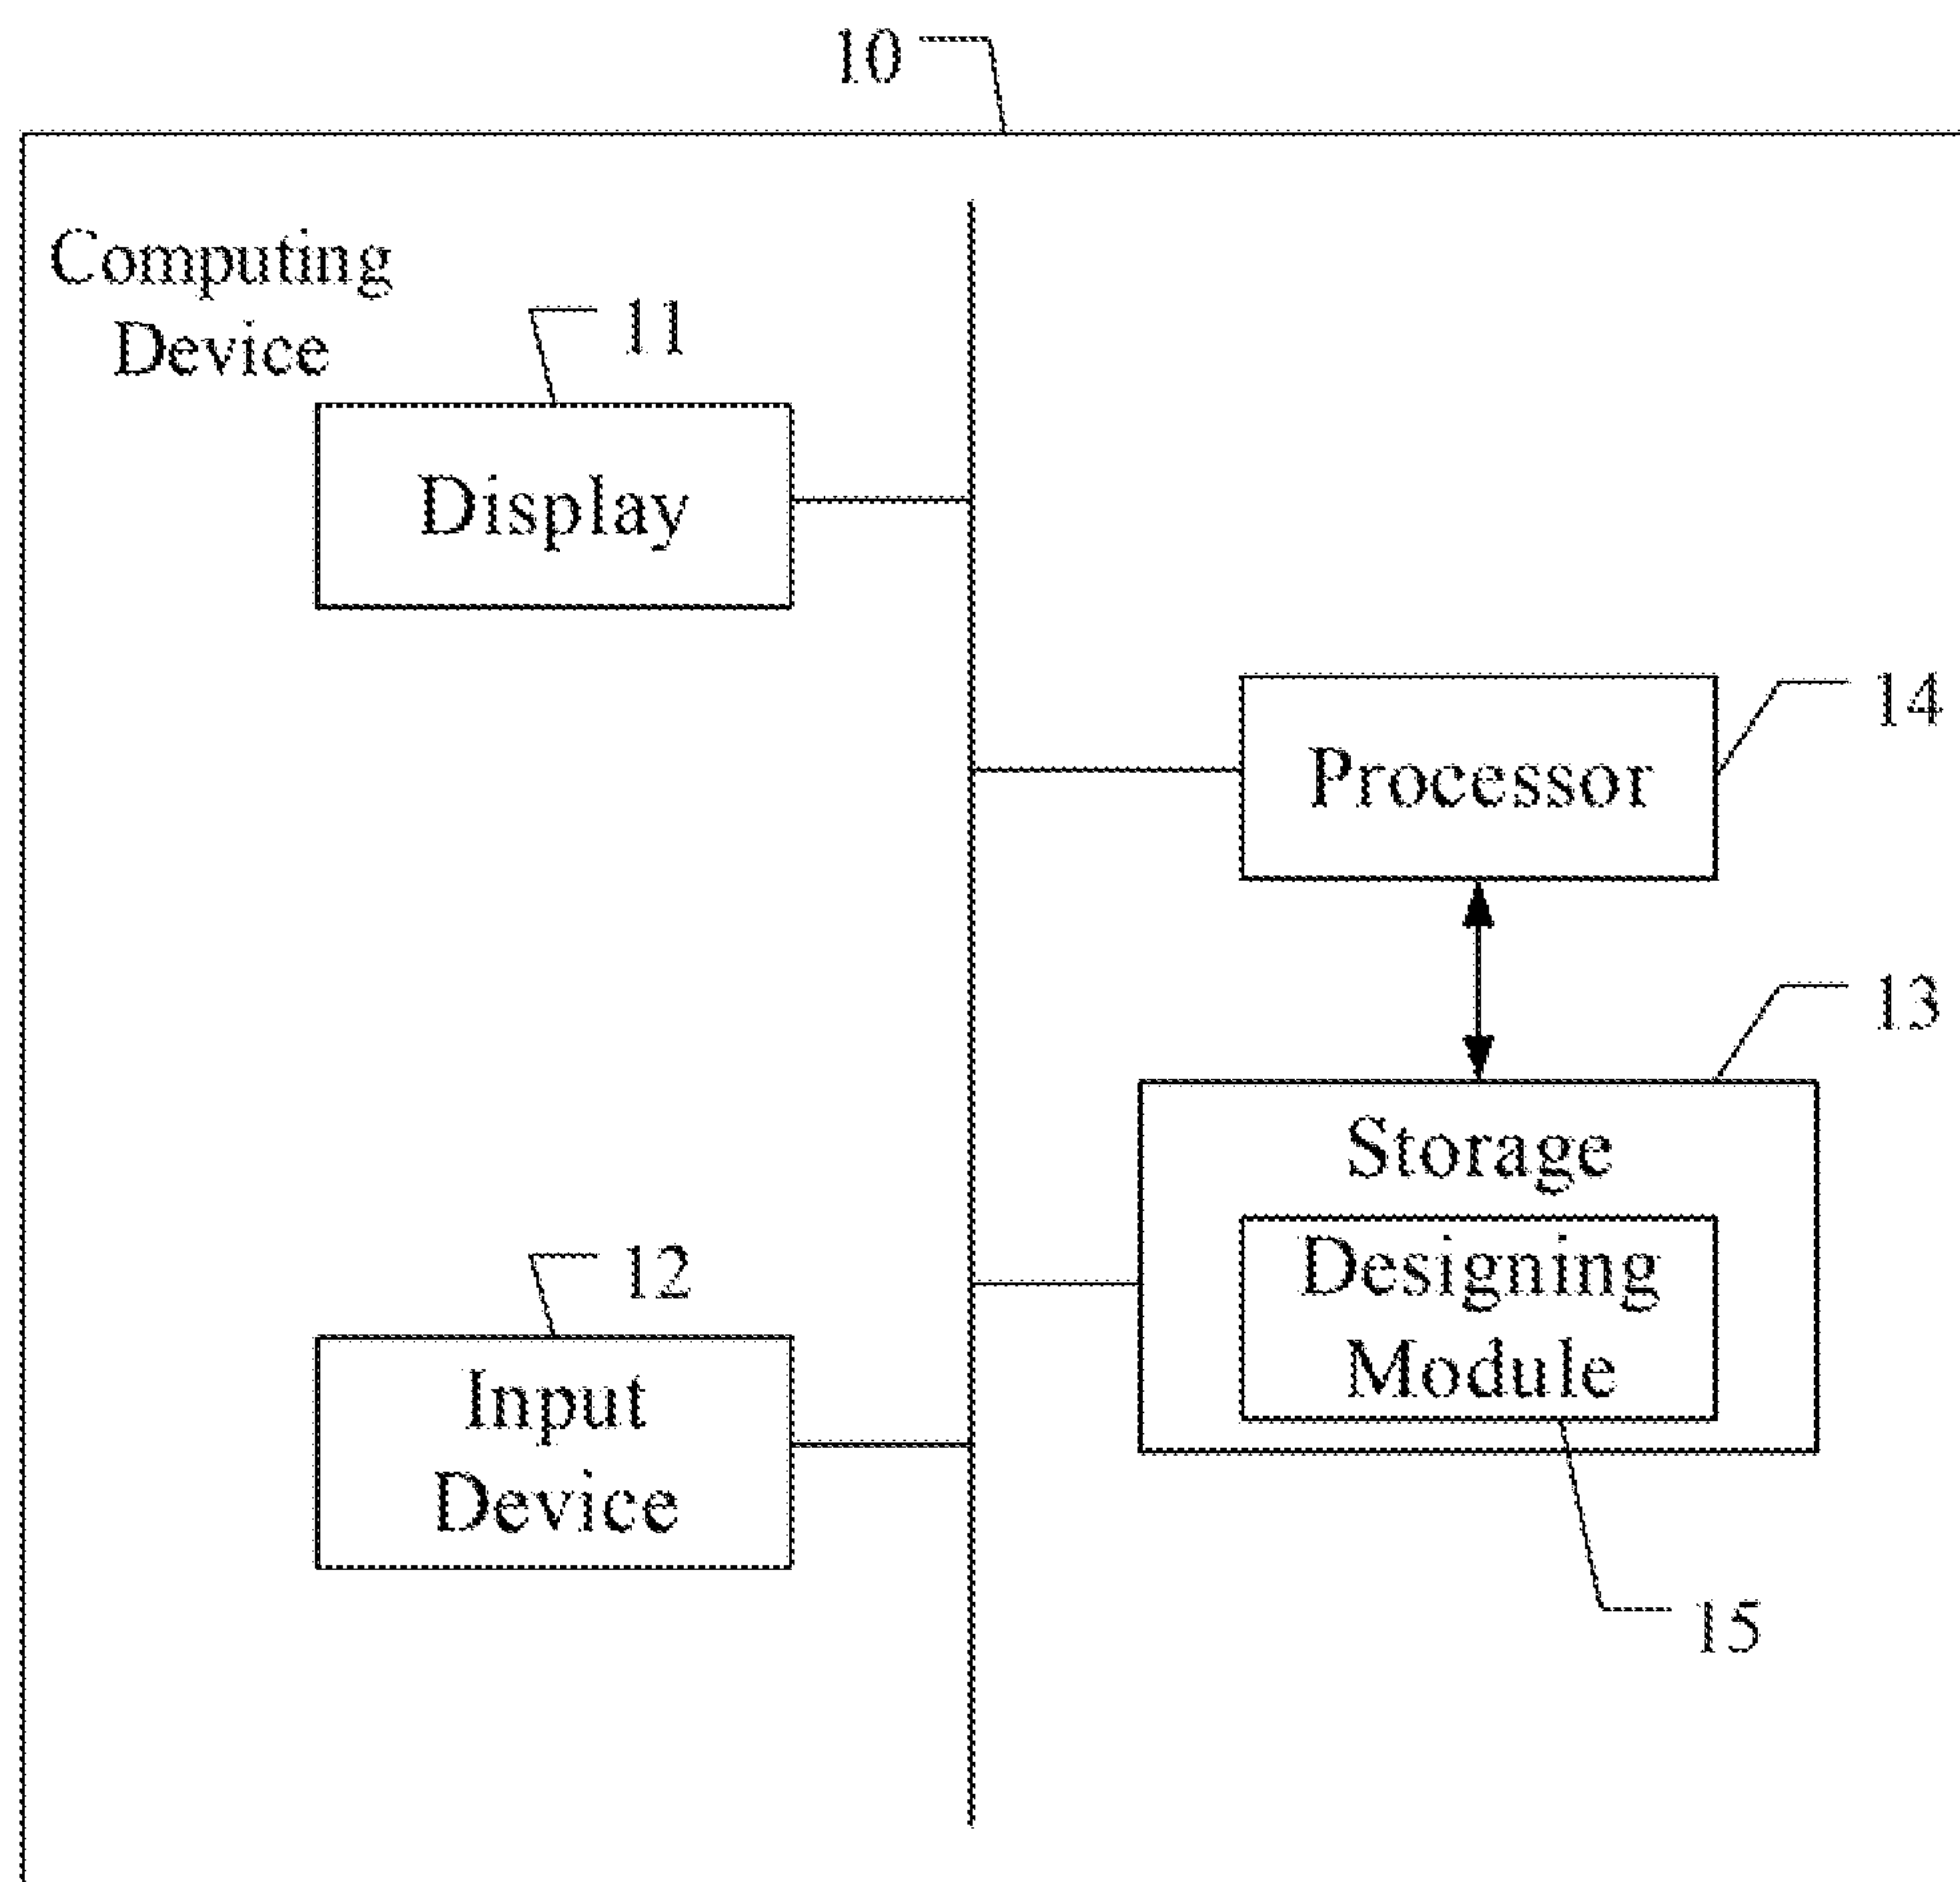 10
Computing
Device
11
Display
14
Processor
13
Storage
Designing
Module
12
Input
Device
15